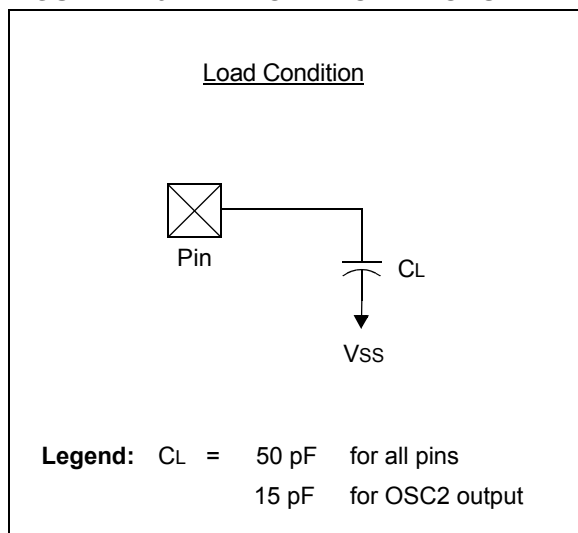 Load Condition
Pin
CL
VSS
Legend: CL = 50 pF for all pins
15 pF for OSC2 output